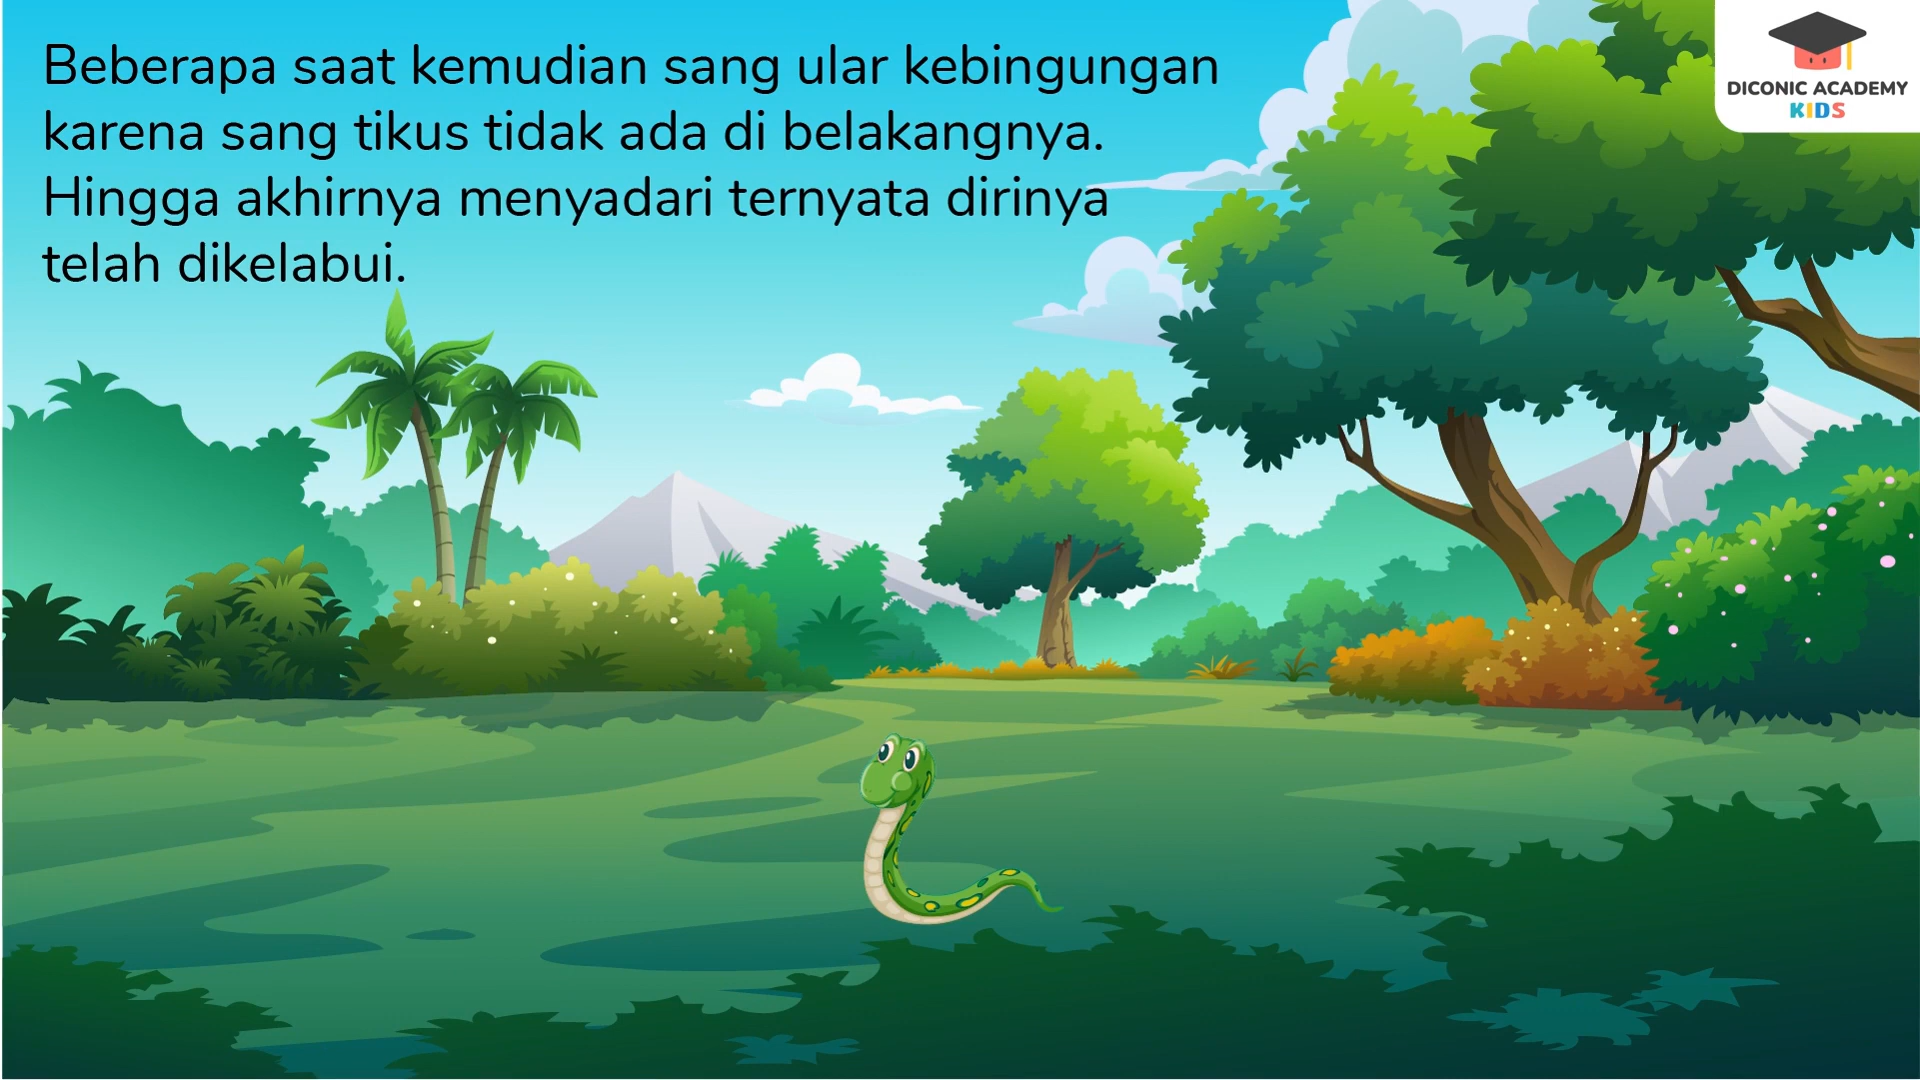 Beberapa saat kemudian sang ular kebingungan
karena sang tikus tidak ada di belakangnya.
Hingga akhirnya menyadari ternyata dirinya
telah dikelabui.
DICONIC ACADEMY
KIDS